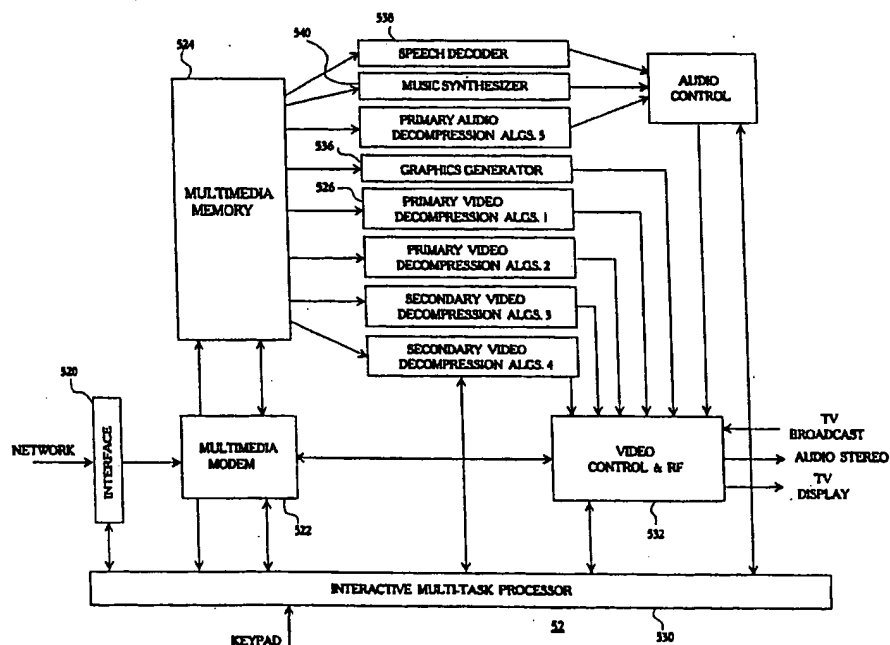 538
524
SPEECH DECODER
540
MUSIC SYNTHESIZER
AUDIO
CONTROL
PRIMARY AUDIO
DECOMPRESSION ALGS. 5
536
GRAPHICS GENERATOR
MULTIMEDIA
MEMORY
526
PRIMARY VIDEO
DECOMPRESSION ALGS. 1
PRIMARY VIDEO
DECOMPRESSION ALGS. 2
SECONDARY VIDEO
DECOMPRESSION ALGS. 3
SECONDARY VIDEO
DECOMPRESSION ALGS. 4
520
INTERFACE
NETWORK
MULTIMEDIA
MODEM
522
VIDEO
CONTROL & RF
532
TV
BROADCAST
AUDIO STEREO
TV
DISPLAY
INTERACTIVE MULTI-TASK PROCESSOR
52
530
KEYPAD